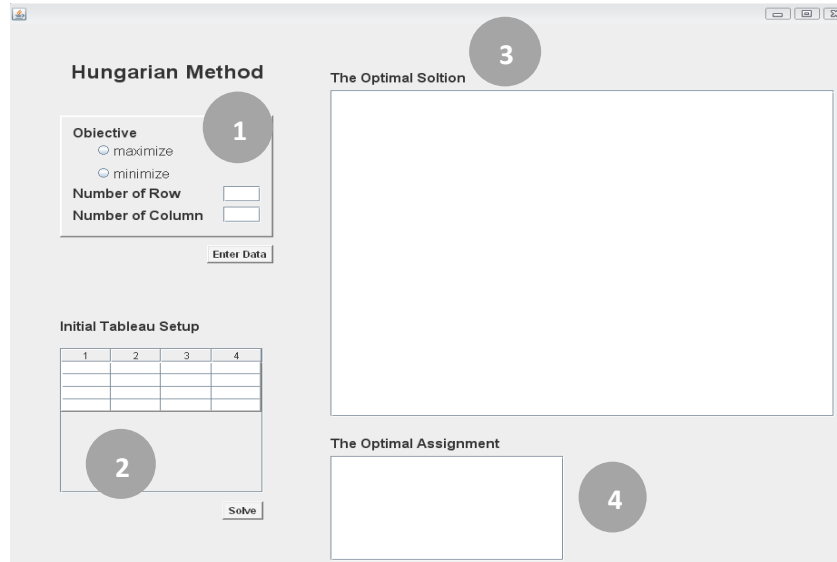 3
Hungarian Method
The Optimal Soltion
1
Obiective
maximize
minimize
Number of Row
Number of Column
Enter Data
Initial Tableau Setup
1 2 3 4
2
The Optimal Assignment
4
Solve